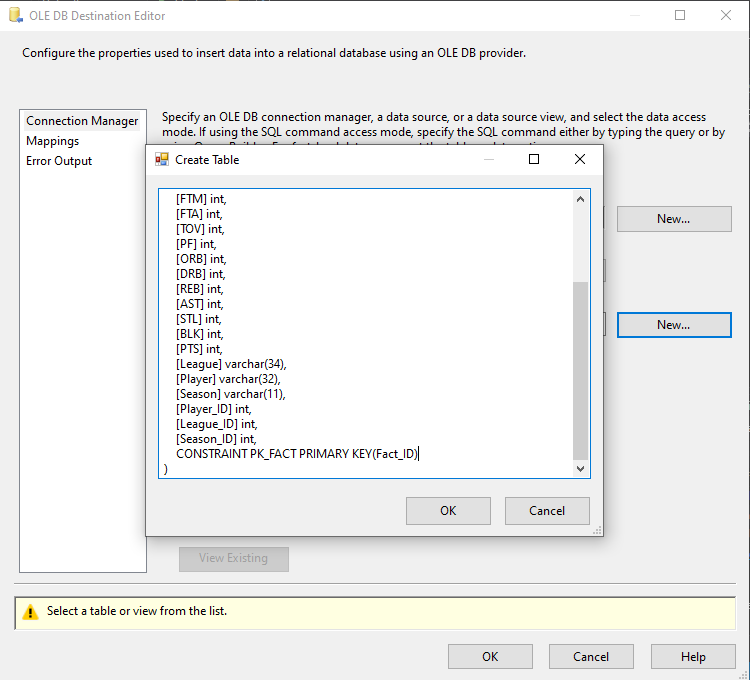 OLE DB Destination Editor
Configure the properties used to insert data into a relational database using an OLE DB provider.
Connection Manager
Mappings
Error Output
Specify an OLE DB connection manager, a data source, or a data source view, and select the data access
mode. If using the SQL command access mode, specify the SQL command either by typing the query or by
Create Table
[FTM] int,
[FTA] int,
[TOV] int,
[PF] int,
[ORB] int,
[DRB] int,
[REB] int,
[AST] int,
[STL] int,
[BLK] int,
[PTS] int,
[League] varchar(34),
[Player] varchar(32),
[Season] varchar(11),
[Player_ID] int,
[League_ID] int,
[Season_ID] int,
CONSTRAINT PK_FACT PRIMARY KEY(Fact_ID)
)
OK
Cancel
New...
New...
View Existing
Select a table or view from the list.
OK
Cancel
Help